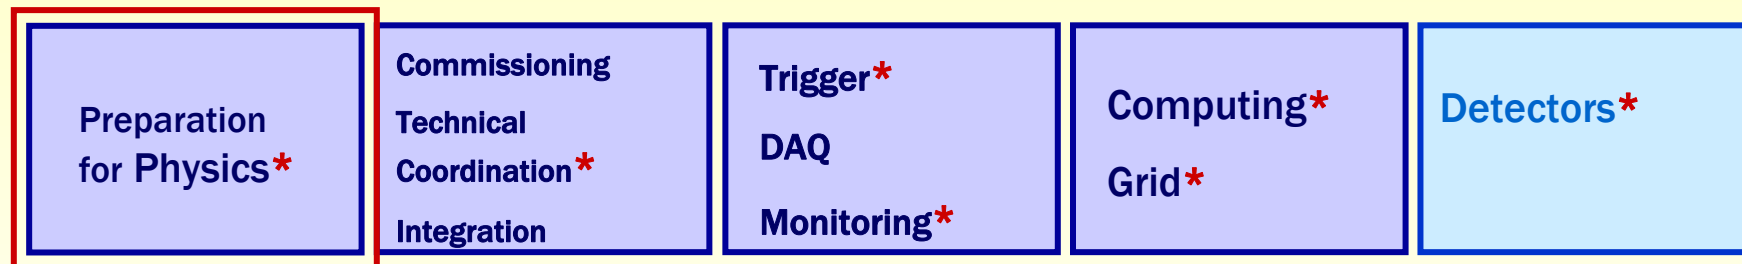 Preparation
for Physics*
Commissioning
Technical
Coordination*
Integration
Trigger*
DAQ
Monitoring*
Computing*
Grid*
Detectors*